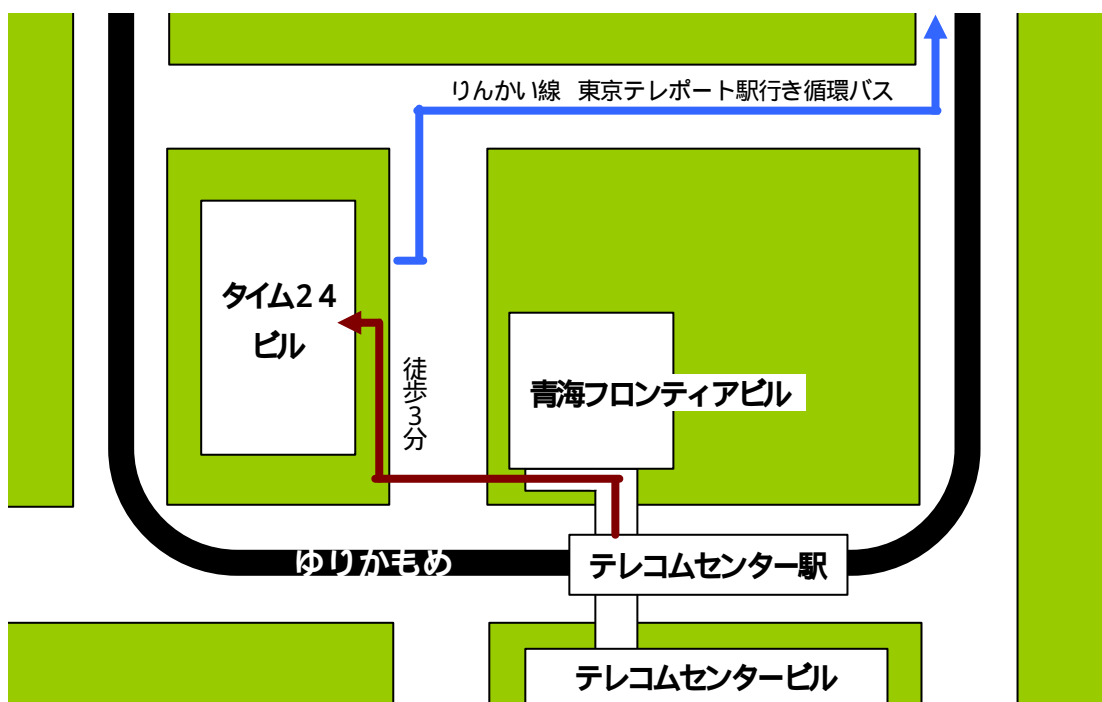 りんかい線 東京テレポート駅行き循環バス
タイム24
ビル
徒歩3分
青海フロンティアビル
ゆりかもめ
テレコムセンター駅
テレコムセンタービル